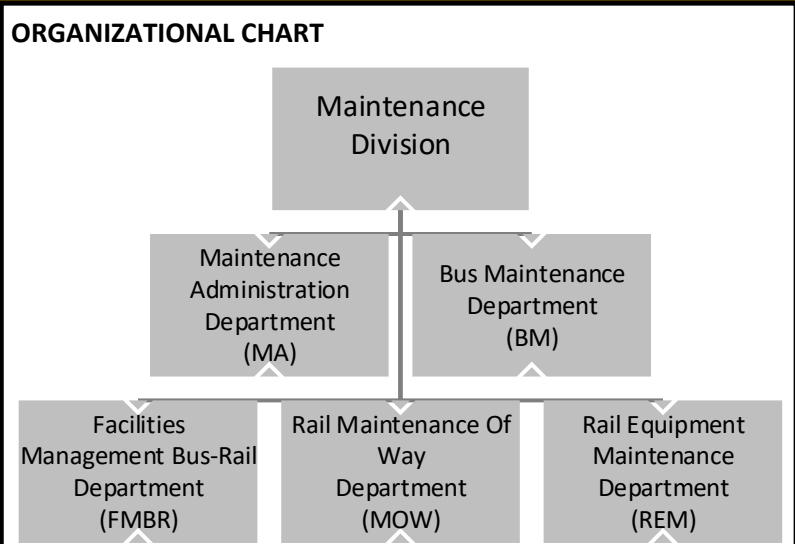 ORGANIZATIONAL CHART
Maintenance
Division
Maintenance
Administration
Department
(MA)
Bus Maintenance
Department
(BM)
Facilities
Management Bus-Rail
Department
(FMBR)
Rail Maintenance Of
Way
Department
(MOW)
Rail Equipment
Maintenance
Department
(REM)